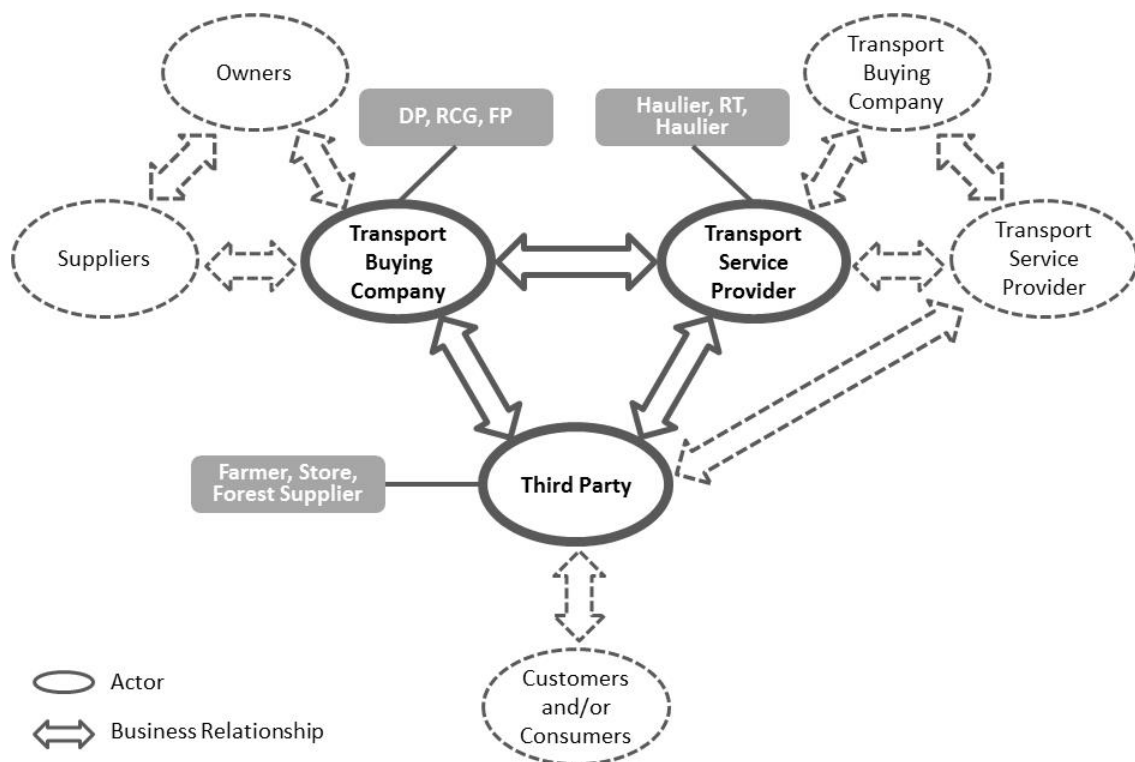 Owners
Transport
Buying
Company
DP, RCG, FP
Haulier, RT,
Haulier
Suppliers
Transport
Buying
Company
Transport
Service
Provider
Transport
Service
Provider
Farmer, Store,
Forest Supplier
Third Party
Customers
and/or
Consumers
Actor
Business Relationship